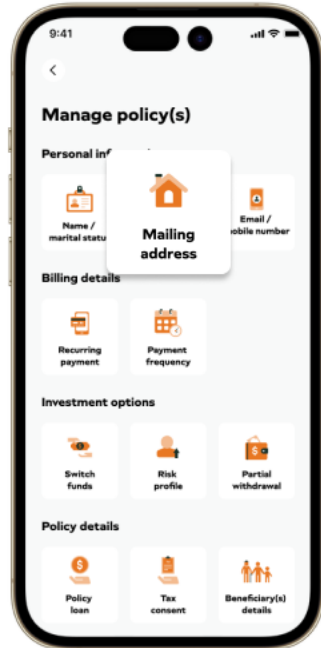 9:41
Manage policy(s)
Personal inf
Name /
marital statu
Mailing
address
Email /
obile number
Billing details
Recurring
payment
Payment
frequency
Investment options
Switch
funds
Risk
profile
Partial
withdrawal
Policy details
Policy
loan
Tax
consent
Beneficiary(s)
details